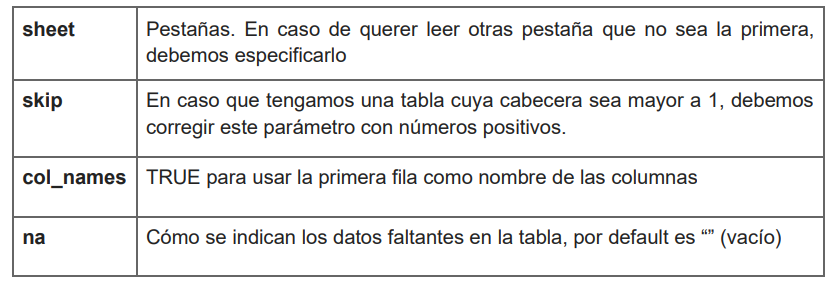 sheet
Pestañas. En caso de querer leer otras pestaña que no sea la primera,
debemos especificarlo
skip
En caso que tengamos una tabla cuya cabecera sea mayor a 1, debemos
corregir este parámetro con números positivos.
col_names
TRUE para usar la primera fila como nombre de las columnas
na
Cómo se indican los datos faltantes en la tabla, por default es “” (vacío)